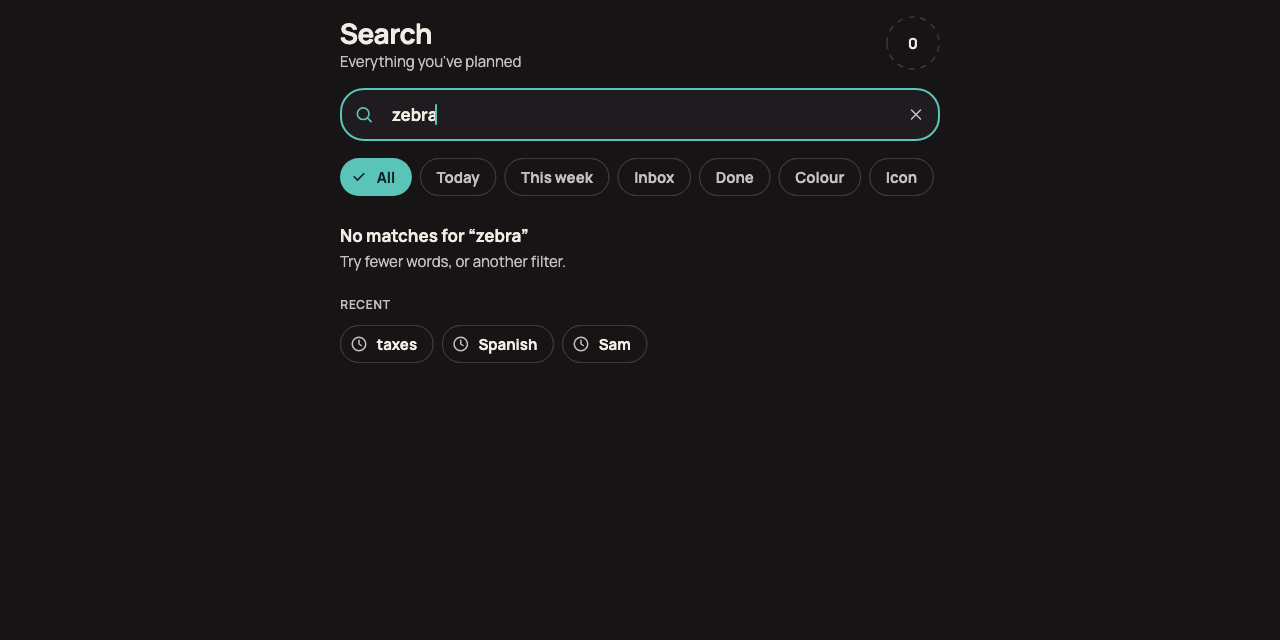 Search
0
Everything you've planned
zebra
All Today This week Inbox Done Colour Icon
No matches for “zebra”
Try fewer words, or another filter.
RECENT
taxes Spanish Sam